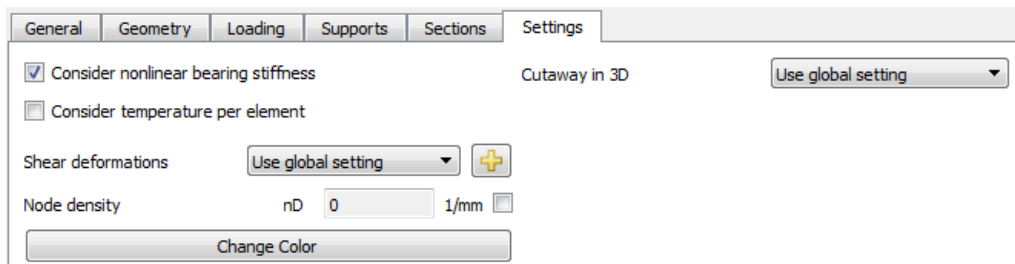 General Geometry Loading Supports Sections Settings
Consider nonlinear bearing stiffness
Cutaway in 3D Use global setting
Consider temperature per element
Shear deformations Use global setting
Node density nD 0 1/mm
Change Color